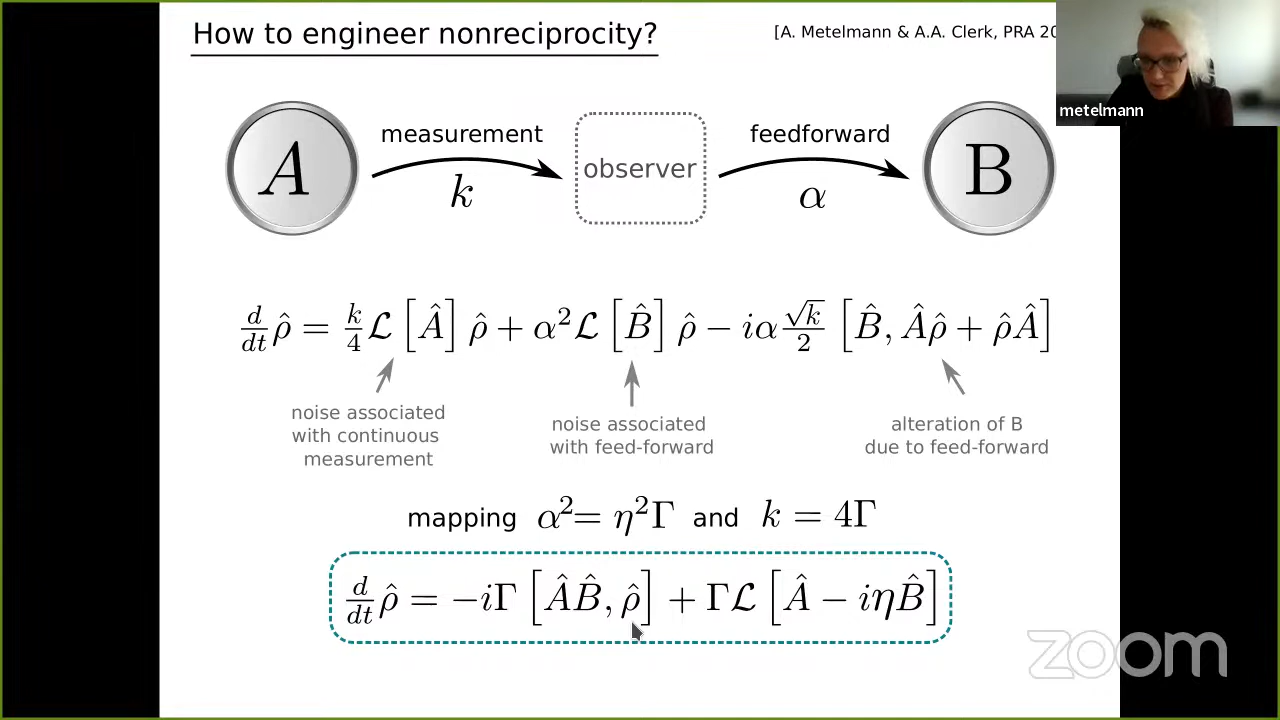 How to engineer nonreciprocity?
[A. Metelmann & A.A. Clerk, PRA 20
metelmann
measurement
feedforward
A
k
observer
α
B
d/dt ρ̂ = k/4 ℒ[Â] ρ̂ + α² ℒ[B̂] ρ̂ − iα √k/2 [B̂, Âρ̂ + ρ̂Â]
noise associated
with continuous
measurement
noise associated
with feed-forward
alteration of B
due to feed-forward
mapping α² = η²Γ and k = 4Γ
d/dt ρ̂ = −iΓ [ÂB̂, ρ̂] + Γℒ [Â − iηB̂]
zoom